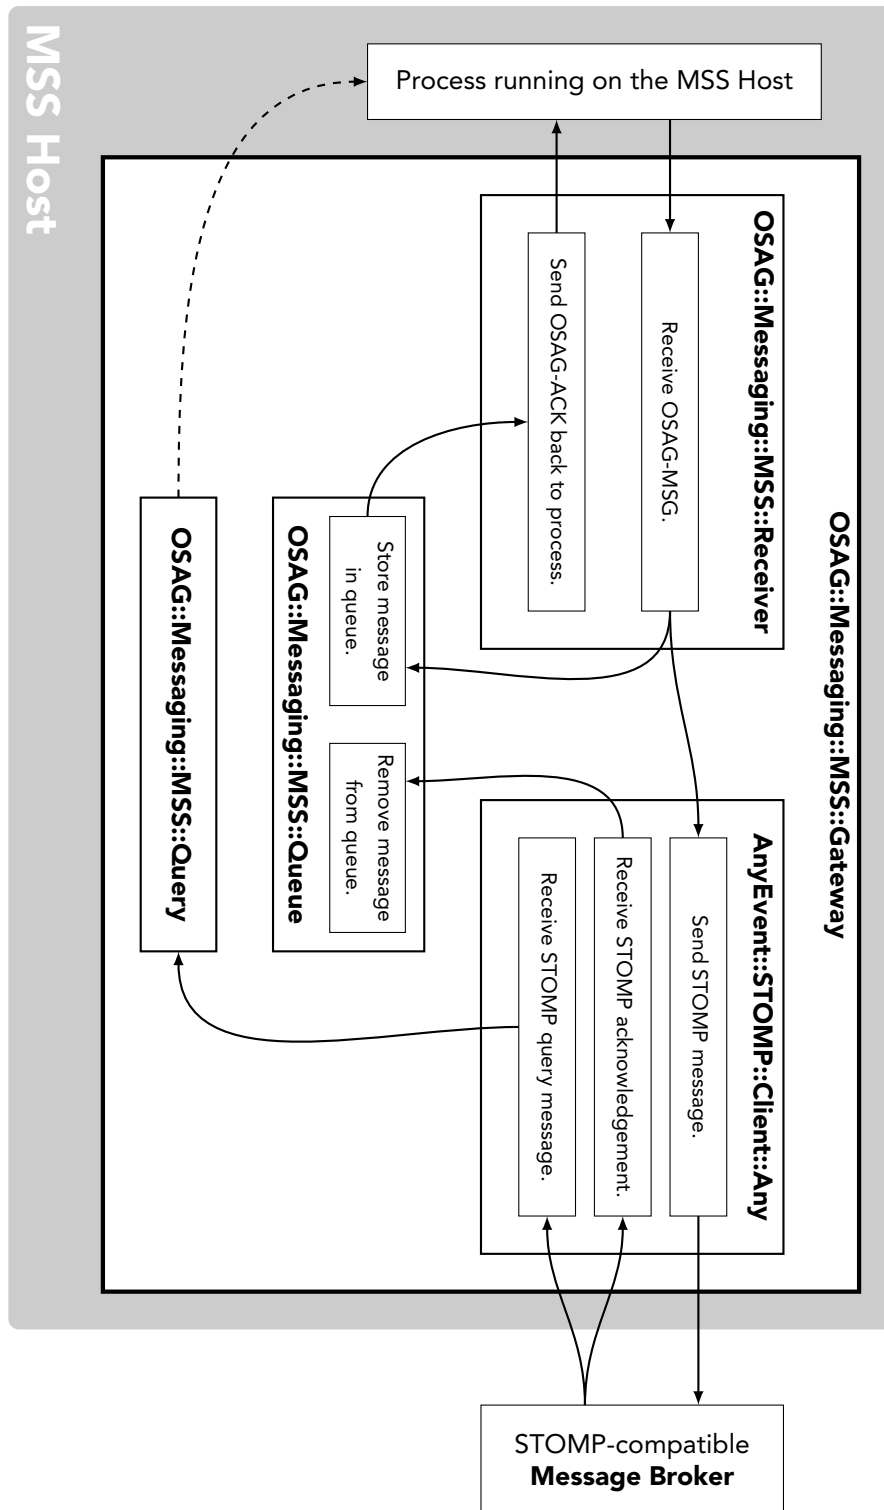 MSS Host
Process running on the MSS Host
OSAG::Messaging::MSS::Gateway
OSAG::Messaging::MSS::Receiver
Receive OSAG-MSG.
Send OSAG-ACK back to process.
AnyEvent::STOMP::Client::Any
Send STOMP message.
Receive STOMP acknowledgement.
Receive STOMP query message.
Store message
in queue.
Remove message
from queue.
OSAG::Messaging::MSS::Queue
OSAG::Messaging::MSS::Query
STOMP-compatible
Message Broker